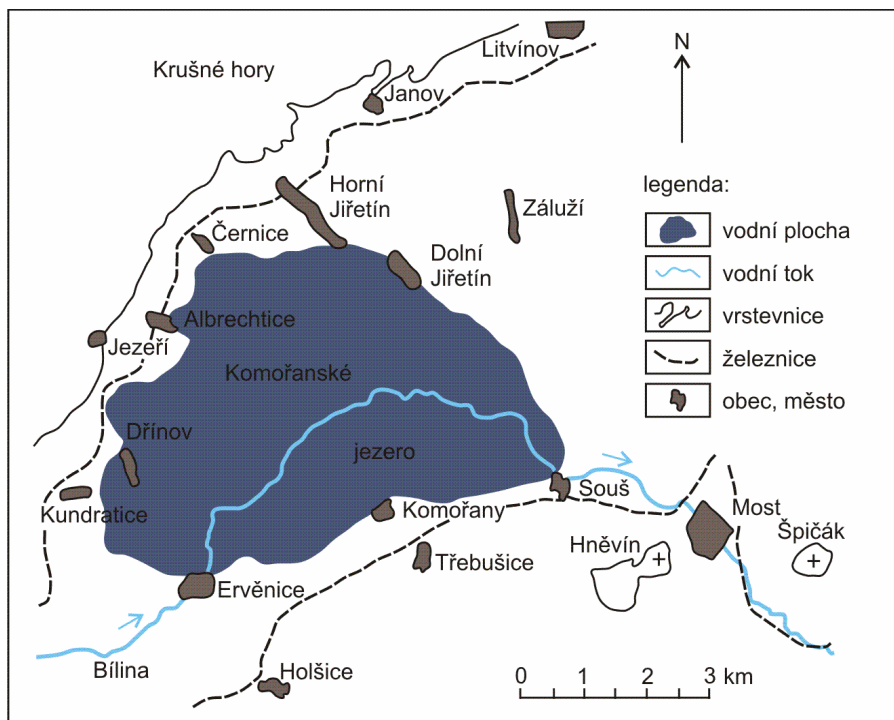 Litvínov
N
Krušné hory
Janov
Horní
Jiřetín
Záluží
legenda:
Černice
vodní plocha
Dolní
Jiřetín
vodní tok
Albrechtice
vrstevnice
Jezeří
železnice
Komořanské
obec, město
Dřínov
jezero
Souš
Kundratice
Komořany
Most
Špičák
Hněvín
Třebušice
Ervěnice
Bílina
Holšice
0 1 2 3 km